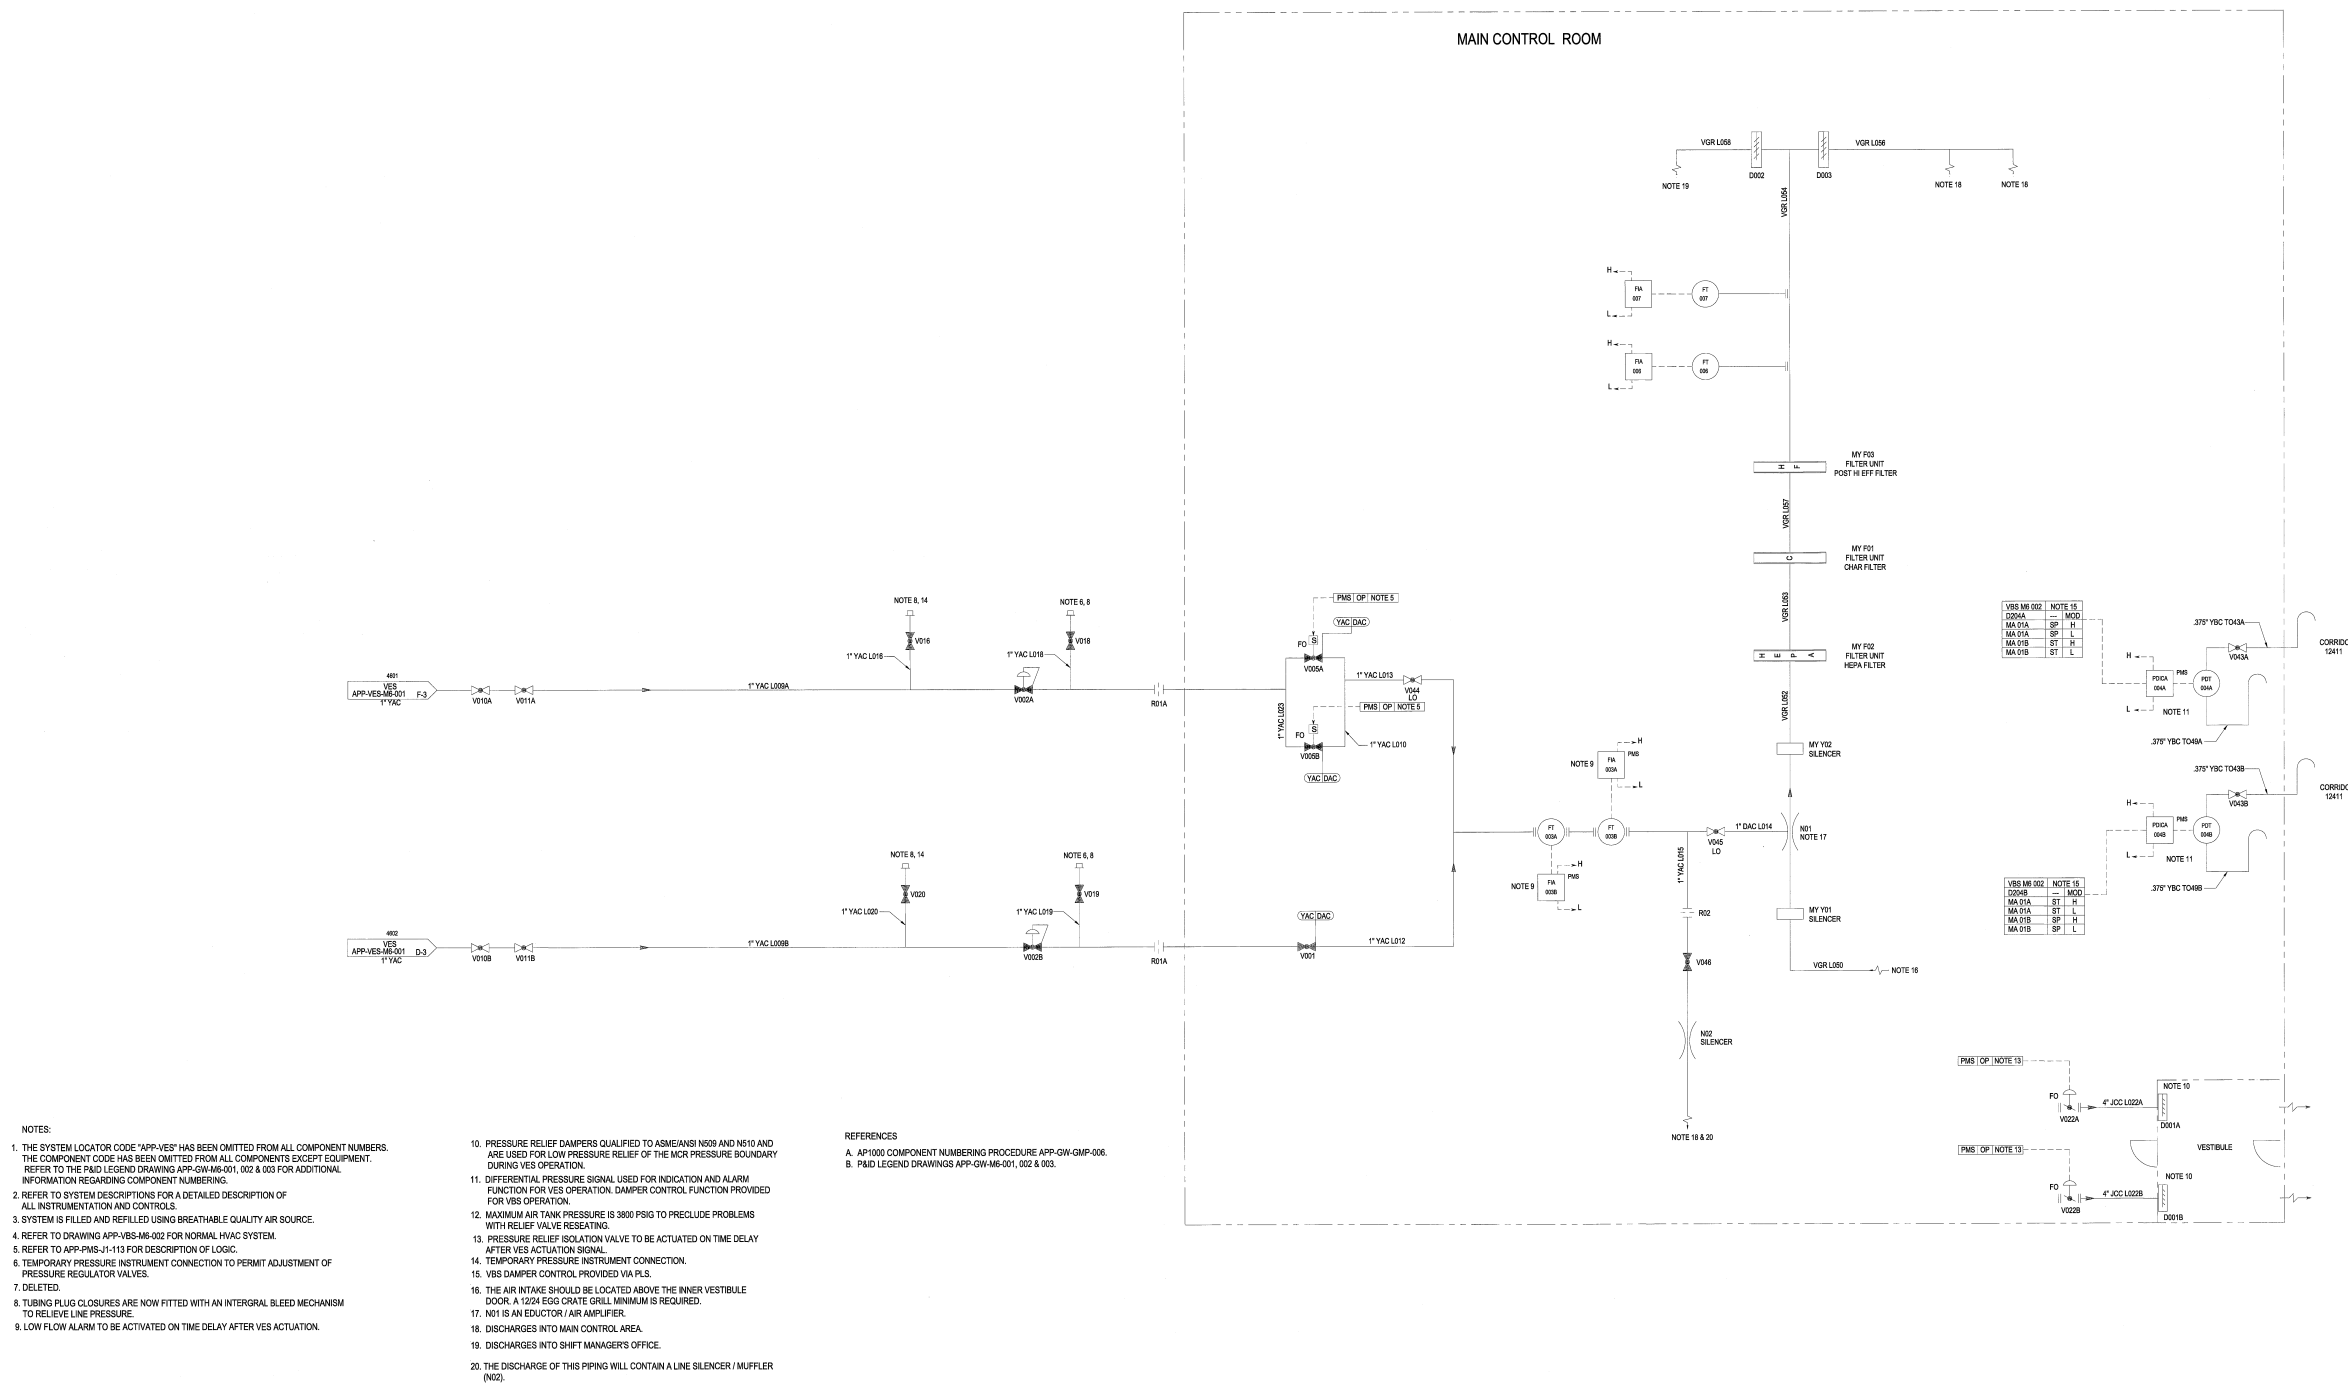 MAIN CONTROL ROOM
VGR L058
VGR L056
D002
D003
NOTE 19
NOTE 18
NOTE 18
VGR L054
H
FIA
007
FT
007
L
H
FIA
006
FT
006
L
MY F03
FILTER UNIT
POST HI EFF FILTER
H F
VGR L057
MY F01
FILTER UNIT
CHAR FILTER
C
VGR L053
MY F02
FILTER UNIT
HEPA FILTER
H E P A
VGR L052
MY Y02
SILENCER
NOTE 8, 14
V016
1" YAC L016
NOTE 6, 8
V018
1" YAC L018
4601
VES
APP-VES-M6-001 F-3
1" YAC
V010A
V011A
1" YAC L009A
V002A
R01A
PMS OP NOTE 5
YAC DAC
FO
S
V005A
1" YAC L013
V044
LO
PMS OP NOTE 5
1" YAC L023
FO
S
V005B
1" YAC L010
YAC DAC
NOTE 9
FIA
003A
H
PMS
L
FT
003A
FT
003B
NOTE 9
FIA
003B
H
PMS
L
V045
LO
1" DAC L014
N01
NOTE 17
1" YAC L015
R02
V046
MY Y01
SILENCER
VGR L050
NOTE 16
N02
SILENCER
NOTE 18 & 20
NOTE 8, 14
V020
1" YAC L020
NOTE 6, 8
V019
1" YAC L019
4602
VES
APP-VES-M6-001 D-3
1" YAC
V010B
V011B
1" YAC L009B
V002B
R01A
YAC DAC
V001
1" YAC L012
VBS M6 002 NOTE 15
D204A --- MOD
MA 01A SP H
MA 01A SP L
MA 01B ST H
MA 01B ST L
.375" YBC TO43A
V043A
CORRIDO
12411
H
PDICA
004A
PMS
PDT
004A
L
NOTE 11
.375" YBC TO49A
.375" YBC TO43B
V043B
CORRIDO
12411
H
PDICA
004B
PMS
PDT
004B
L
NOTE 11
.375" YBC TO49B
VBS M6 002 NOTE 15
D204B --- MOD
MA 01A ST H
MA 01A ST L
MA 01B SP H
MA 01B SP L
PMS OP NOTE 13
FO
V022A
4" JCC L022A
NOTE 10
D001A
VESTIBULE
PMS OP NOTE 13
FO
V022B
4" JCC L022B
NOTE 10
D001B
NOTES:
1. THE SYSTEM LOCATOR CODE "APP-VES" HAS BEEN OMITTED FROM ALL COMPONENT NUMBERS.
THE COMPONENT CODE HAS BEEN OMITTED FROM ALL COMPONENTS EXCEPT EQUIPMENT.
REFER TO THE P&ID LEGEND DRAWING APP-GW-M6-001, 002 & 003 FOR ADDITIONAL
INFORMATION REGARDING COMPONENT NUMBERING.
2. REFER TO SYSTEM DESCRIPTIONS FOR A DETAILED DESCRIPTION OF
ALL INSTRUMENTATION AND CONTROLS.
3. SYSTEM IS FILLED AND REFILLED USING BREATHABLE QUALITY AIR SOURCE.
4. REFER TO DRAWING APP-VBS-M6-002 FOR NORMAL HVAC SYSTEM.
5. REFER TO APP-PMS-J1-113 FOR DESCRIPTION OF LOGIC.
6. TEMPORARY PRESSURE INSTRUMENT CONNECTION TO PERMIT ADJUSTMENT OF
PRESSURE REGULATOR VALVES.
7. DELETED.
8. TUBING PLUG CLOSURES ARE NOW FITTED WITH AN INTERGRAL BLEED MECHANISM
TO RELIEVE LINE PRESSURE.
9. LOW FLOW ALARM TO BE ACTIVATED ON TIME DELAY AFTER VES ACTUATION.
10. PRESSURE RELIEF DAMPERS QUALIFIED TO ASME/ANSI N509 AND N510 AND
ARE USED FOR LOW PRESSURE RELIEF OF THE MCR PRESSURE BOUNDARY
DURING VES OPERATION.
11. DIFFERENTIAL PRESSURE SIGNAL USED FOR INDICATION AND ALARM
FUNCTION FOR VES OPERATION. DAMPER CONTROL FUNCTION PROVIDED
FOR VBS OPERATION.
12. MAXIMUM AIR TANK PRESSURE IS 3800 PSIG TO PRECLUDE PROBLEMS
WITH RELIEF VALVE RESEATING.
13. PRESSURE RELIEF ISOLATION VALVE TO BE ACTUATED ON TIME DELAY
AFTER VES ACTUATION SIGNAL.
14. TEMPORARY PRESSURE INSTRUMENT CONNECTION.
15. VBS DAMPER CONTROL PROVIDED VIA PLS.
16. THE AIR INTAKE SHOULD BE LOCATED ABOVE THE INNER VESTIBULE
DOOR. A 12/24 EGG CRATE GRILL MINIMUM IS REQUIRED.
17. N01 IS AN EDUCTOR / AIR AMPLIFIER.
18. DISCHARGES INTO MAIN CONTROL AREA.
19. DISCHARGES INTO SHIFT MANAGER'S OFFICE.
20. THE DISCHARGE OF THIS PIPING WILL CONTAIN A LINE SILENCER / MUFFLER
(N02).
REFERENCES
A. AP1000 COMPONENT NUMBERING PROCEDURE APP-GW-GMP-006.
B. P&ID LEGEND DRAWINGS APP-GW-M6-001, 002 & 003.